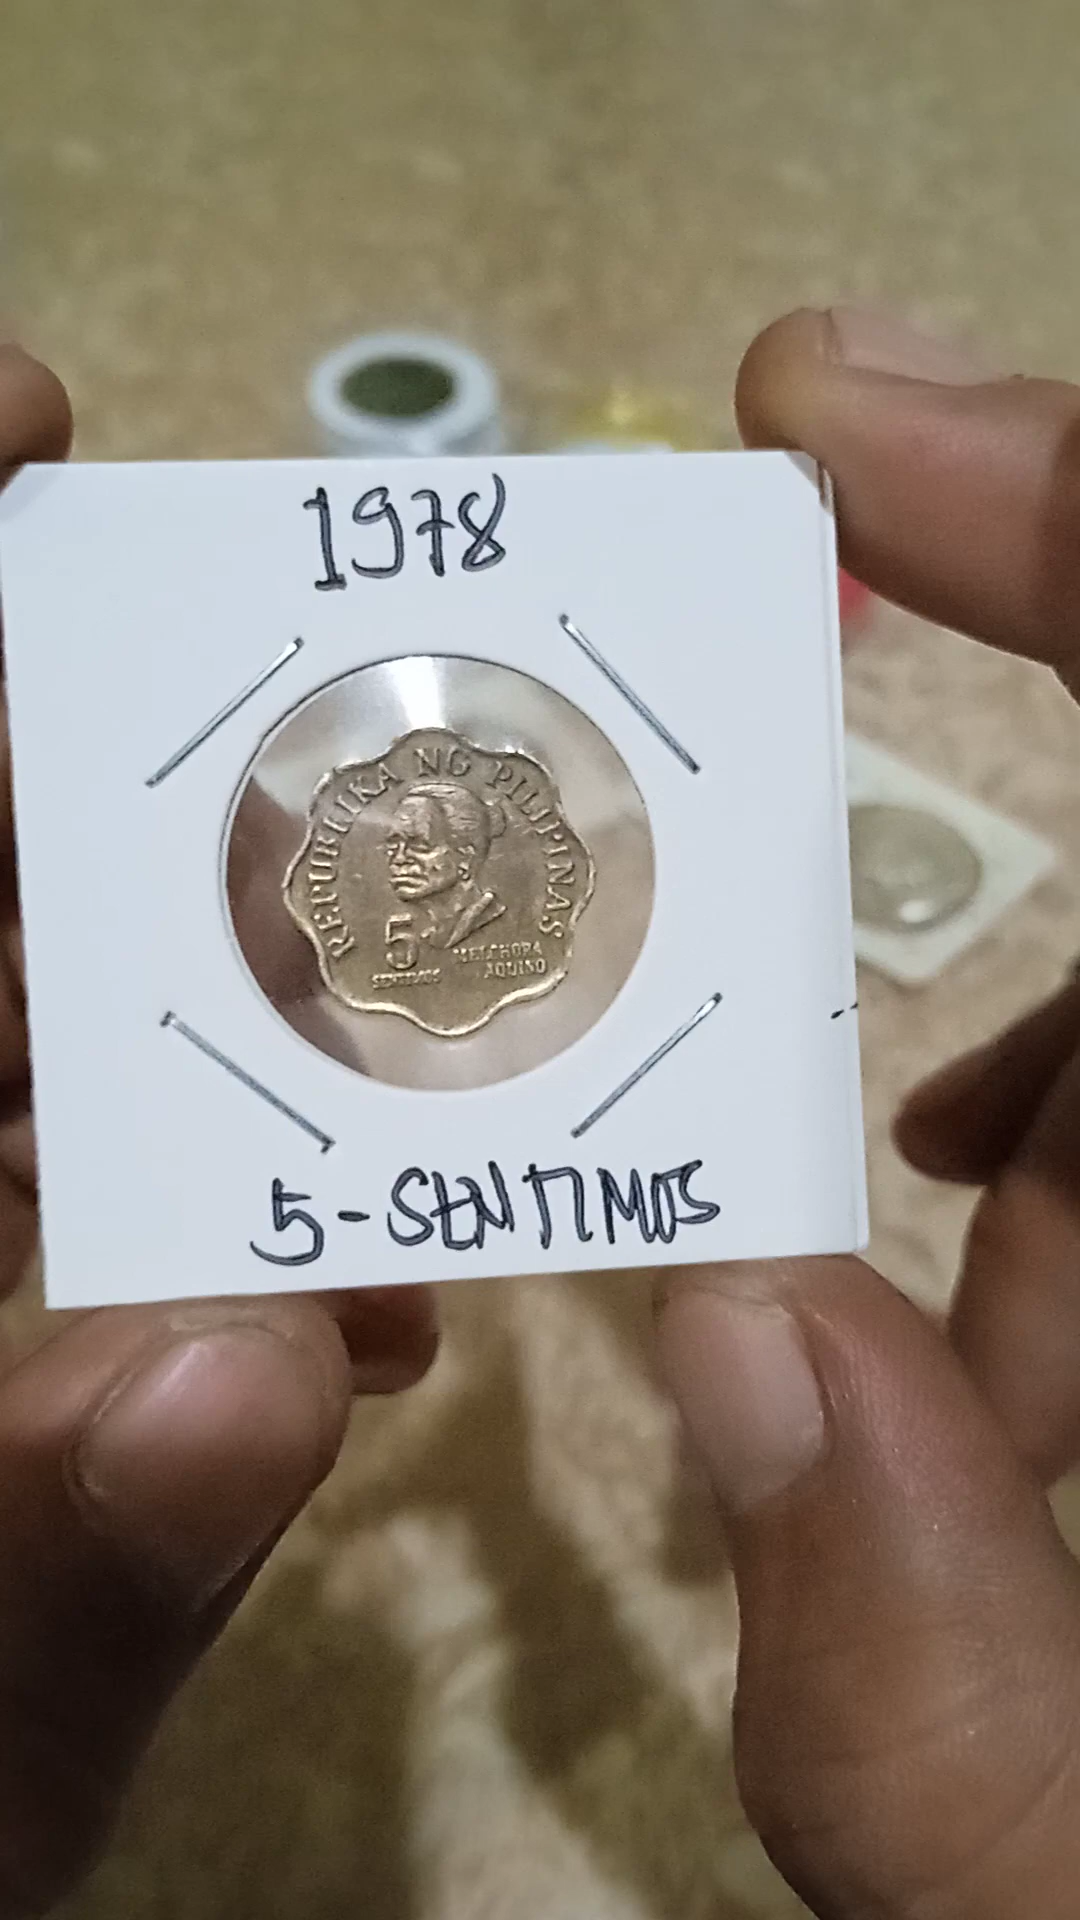 1978
REPUBLIKA NG PILIPINAS
5
SENTIMOS
MELCHORA
AQUINO
5-SENTIMOS